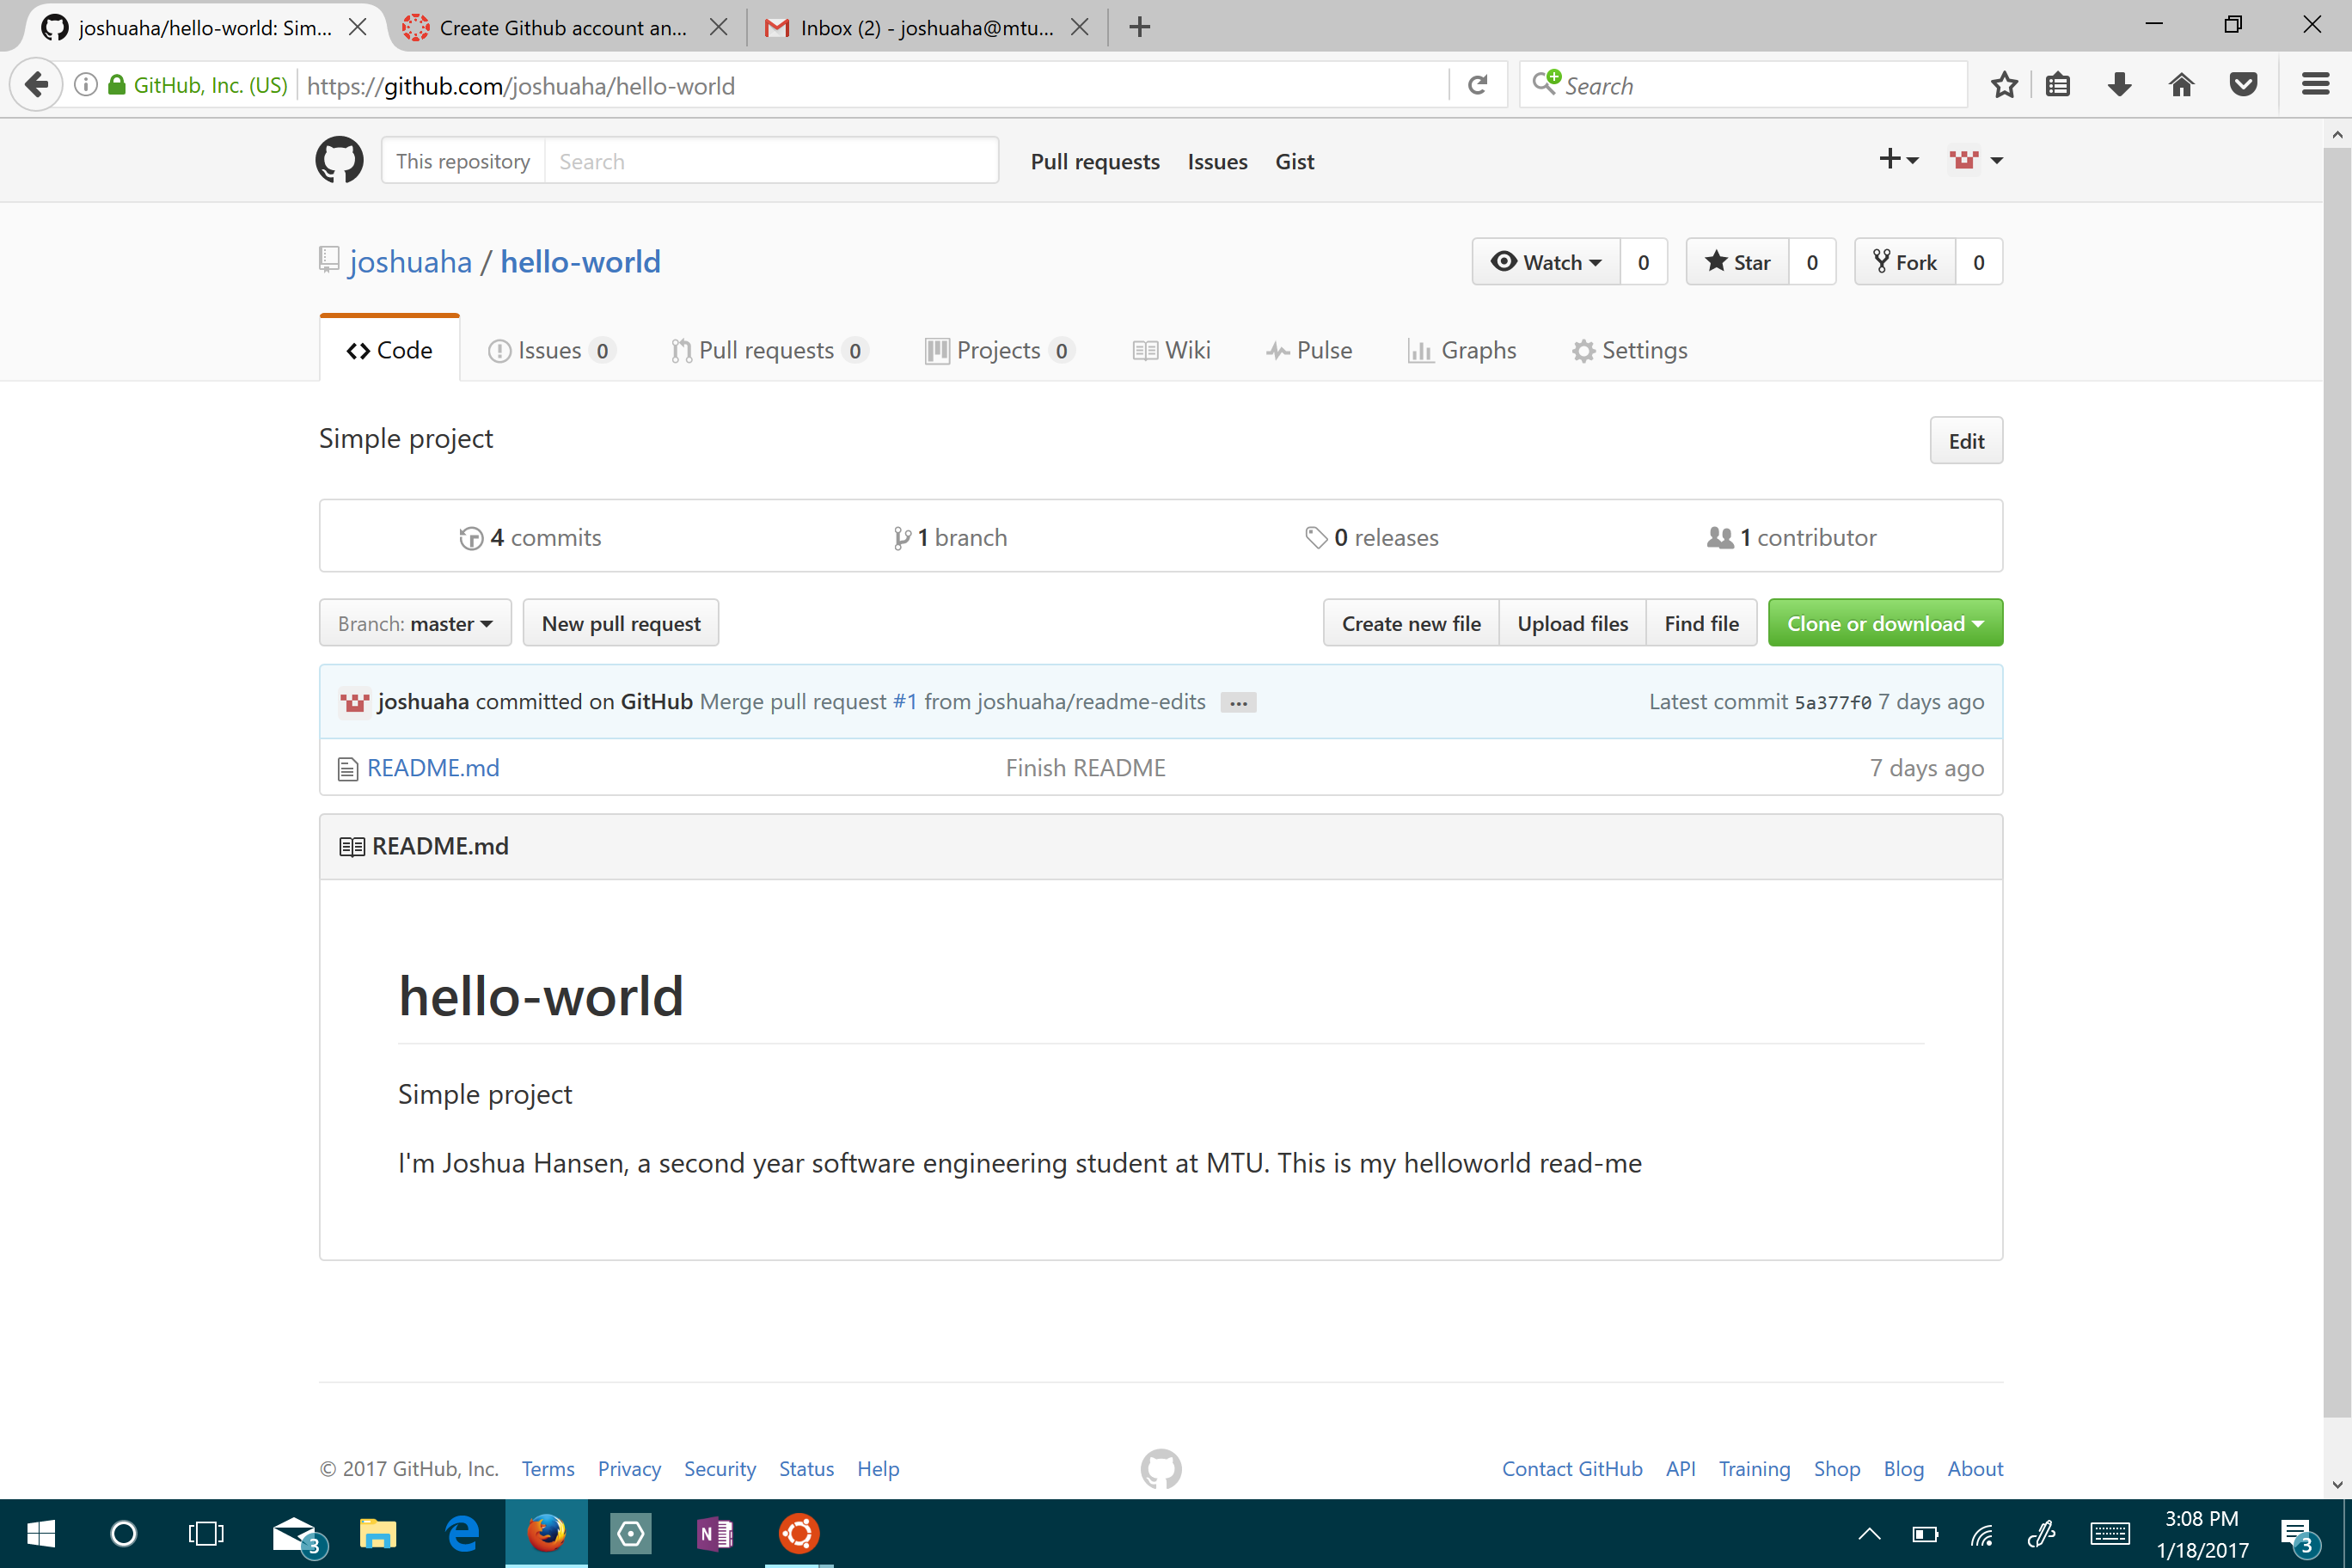 joshuaha/hello-world: Sim...
Create Github account an...
Inbox (2) - joshuaha@mtu...
GitHub, Inc. (US)
https://github.com/joshuaha/hello-world
Search
This repository
Search
Pull requests
Issues
Gist
joshuaha / hello-world
Watch
0
Star
0
Fork
0
Code
Issues 0
Pull requests 0
Projects 0
Wiki
Pulse
Graphs
Settings
Simple project
Edit
4 commits
1 branch
0 releases
1 contributor
Branch: master
New pull request
Create new file
Upload files
Find file
Clone or download
joshuaha committed on GitHub Merge pull request #1 from joshuaha/readme-edits ...
Latest commit 5a377f0 7 days ago
README.md
Finish README
7 days ago
README.md
hello-world
Simple project
I'm Joshua Hansen, a second year software engineering student at MTU. This is my helloworld read-me
© 2017 GitHub, Inc.
Terms
Privacy
Security
Status
Help
Contact GitHub
API
Training
Shop
Blog
About
3
N
3:08 PM
1/18/2017
3